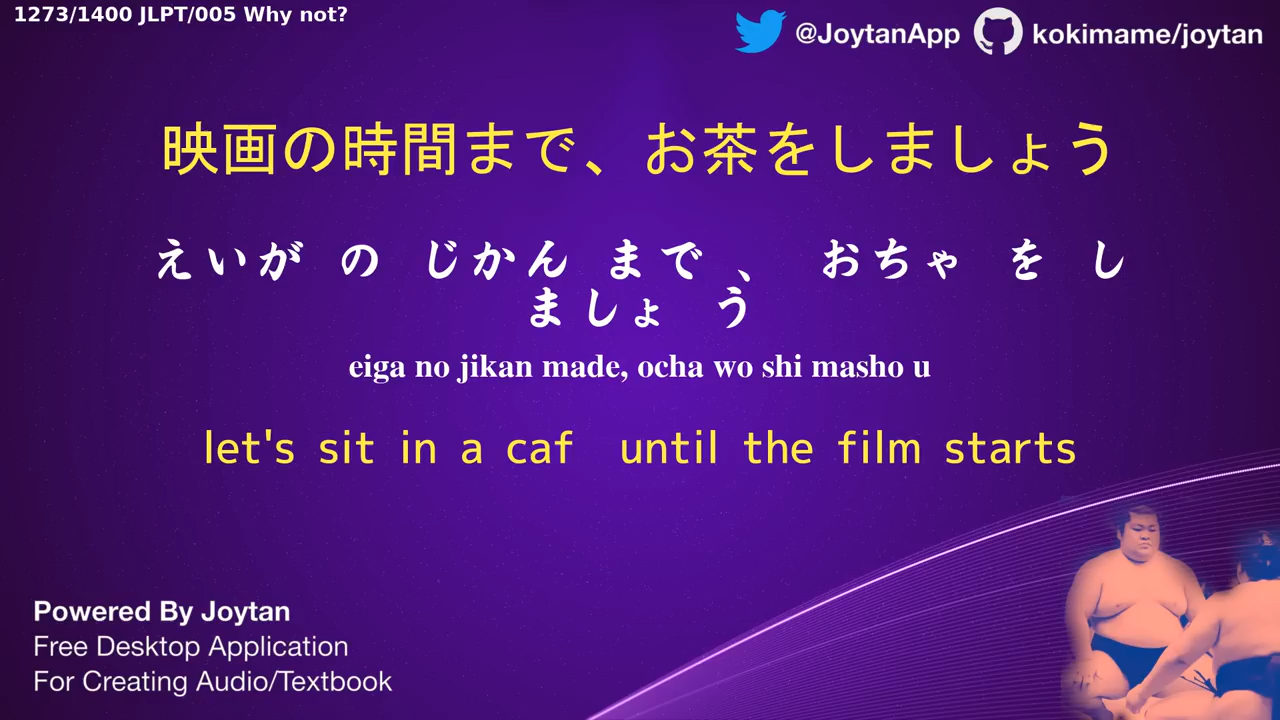 1273/1400 JLPT/005 Why not?
@JoytanApp kokimame/joytan
映画の時間まで、お茶をしましょう
えいが の じかん まで 、 おちゃ を し
ましょ う
eiga no jikan made, ocha wo shi masho u
let's sit in a caf  until the film starts
Powered By Joytan
Free Desktop Application
For Creating Audio/Textbook